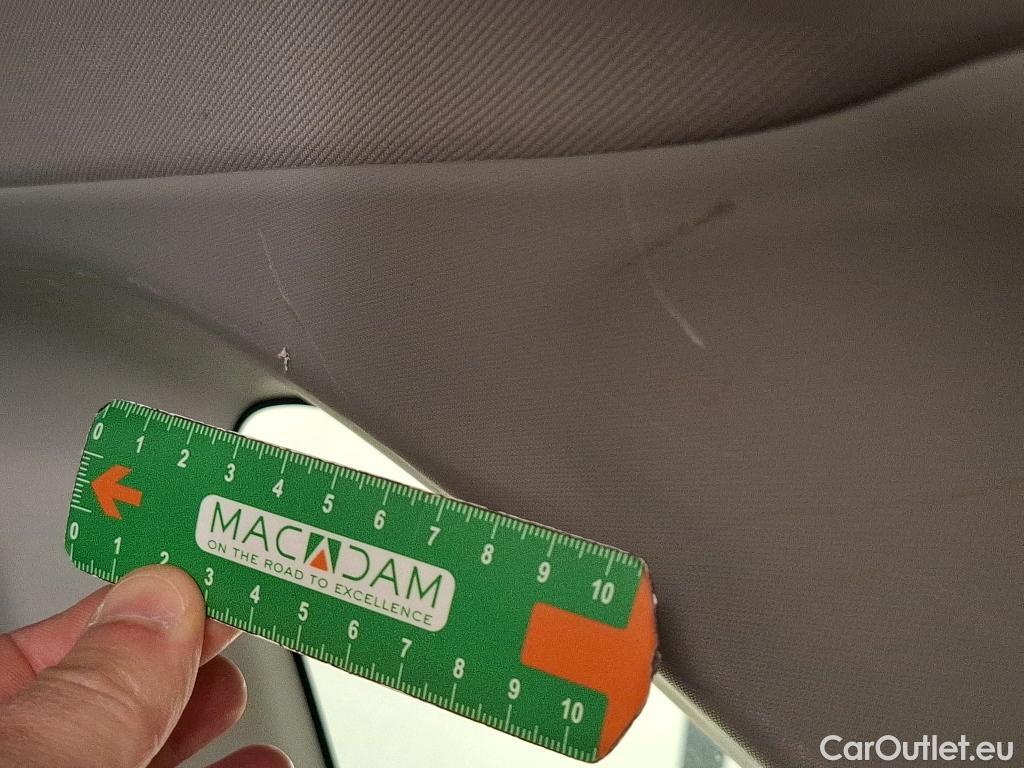 0 1 2 3 4 5 6 7 8 9 10
MACADAM
ON THE ROAD TO EXCELLENCE
0 1 2 3 4 5 6 7 8 9 10
CarOutlet.eu